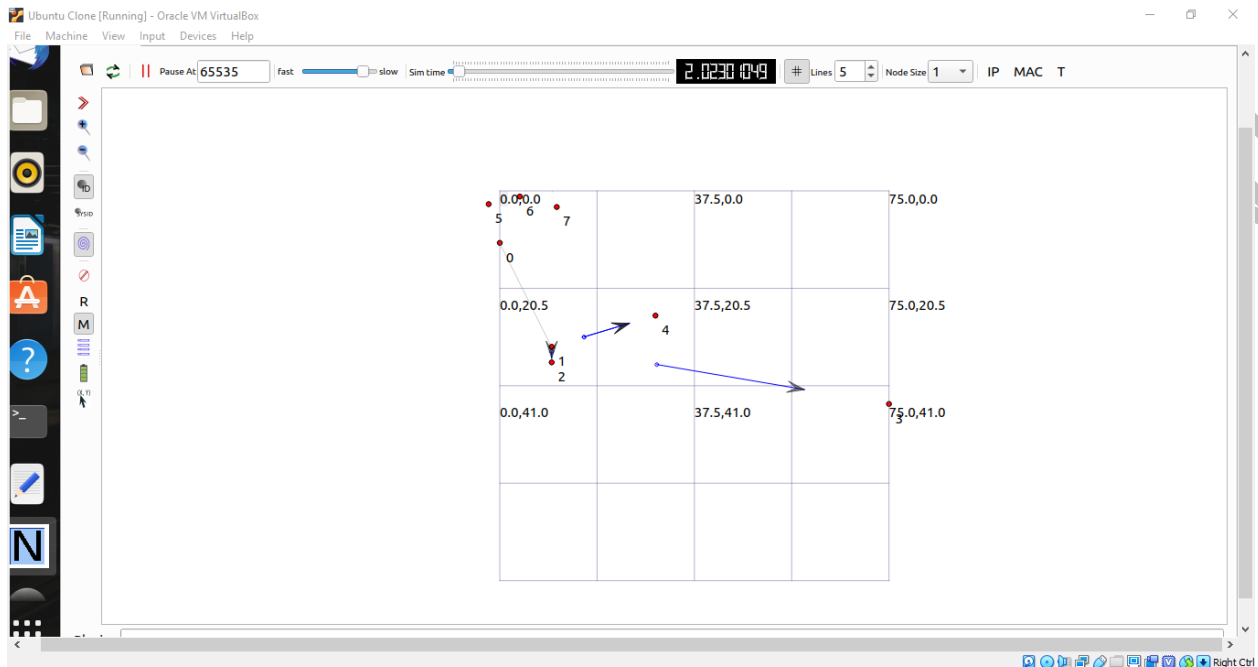 Ubuntu Clone [Running] - Oracle VM VirtualBox
File Machine View Input Devices Help
Pause At 65535 fast slow Sim time 2.02301049 # Lines 5 Node Size 1 IP MAC T
ID
SYSID
R
M
(X, Y)
0.0,0.0 37.5,0.0 75.0,0.0
5 6 7
0
0.0,20.5 37.5,20.5 75.0,20.5
4
1
2
0.0,41.0 37.5,41.0 75.0,41.0
3
N
Right Ctrl